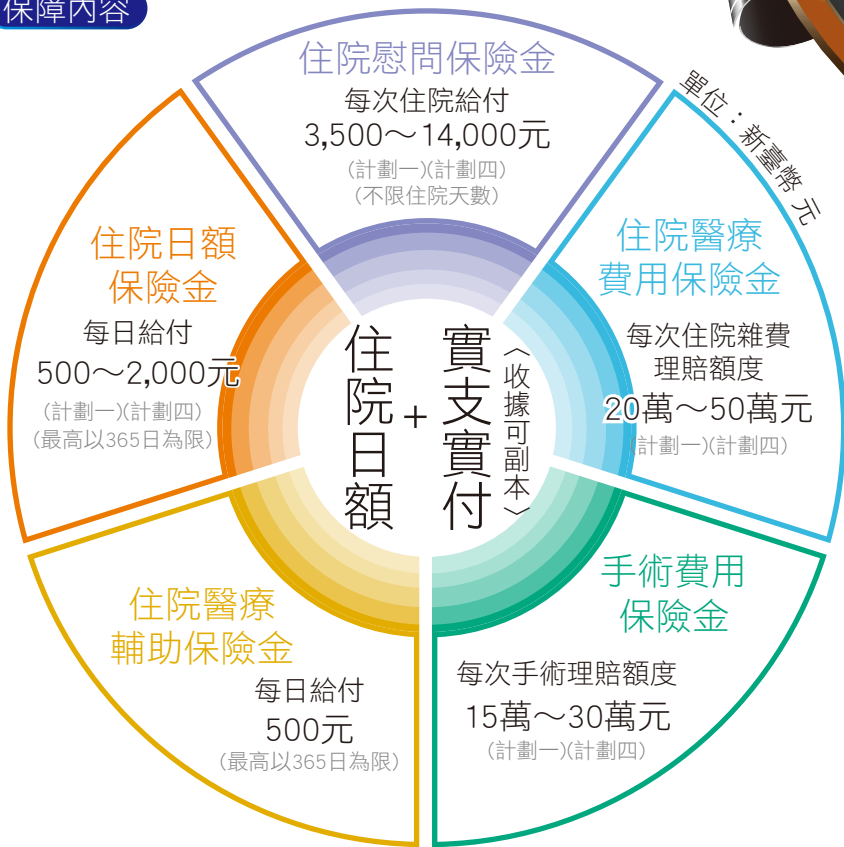 保障內容
單位：新臺幣 元
住院慰問保險金
每次住院給付
3,500～14,000元
(計劃一)(計劃四)
(不限住院天數)
住院日額
保險金
每日給付
500～2,000元
(計劃一)(計劃四)
(最高以365日為限)
住院醫療
費用保險金
每次住院雜費
理賠額度
20萬～50萬元
(計劃一)(計劃四)
住院日額
+
實支實付
〈收據可副本〉
住院醫療
輔助保險金
每日給付
500元
(最高以365日為限)
手術費用
保險金
每次手術理賠額度
15萬～30萬元
(計劃一)(計劃四)